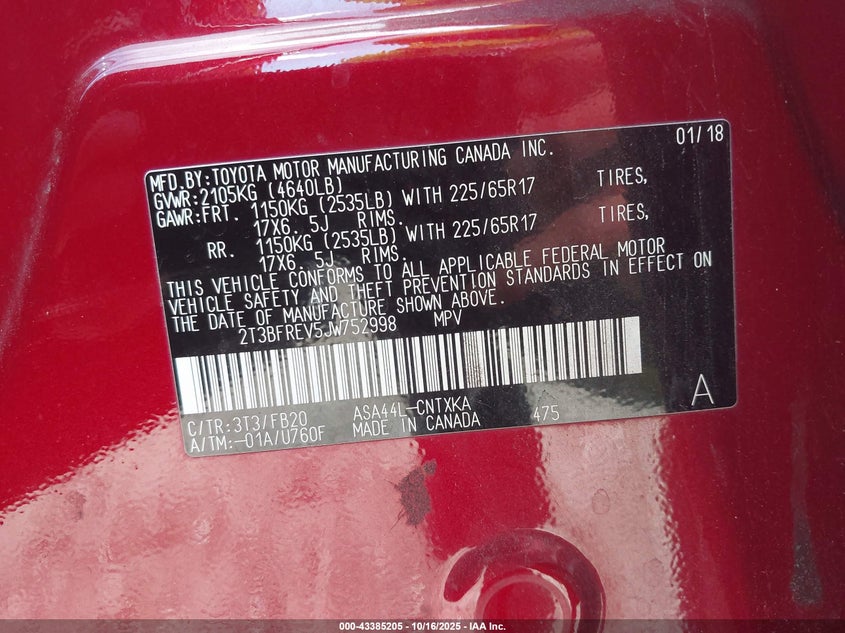 01/18
MFD.BY:TOYOTA MOTOR MANUFACTURING CANADA INC.
GVWR:2105KG (4640LB)
GAWR:FRT. 1150KG (2535LB) WITH 225/65R17 TIRES,
17X6. 5J RIMS.
RR. 1150KG (2535LB) WITH 225/65R17 TIRES,
17X6. 5J RIMS.
THIS VEHICLE CONFORMS TO ALL APPLICABLE FEDERAL MOTOR
VEHICLE SAFETY AND THEFT PREVENTION STANDARDS IN EFFECT ON
THE DATE OF MANUFACTURE SHOWN ABOVE.
2T3BFREV5JW752998 MPV
C/TR:3T3/FB20 ASA44L-CNTXKA 475
A/TM:-01A/U760F MADE IN CANADA
A
000-43385205 - 10/16/2025 - IAA Inc.